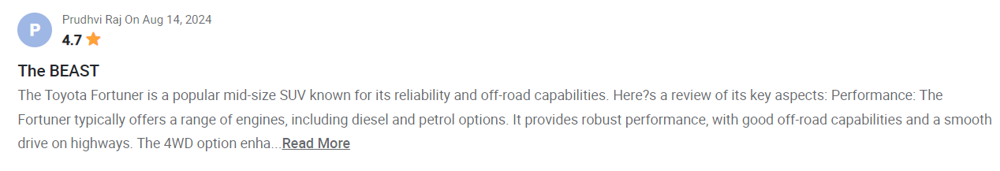 P
Prudhvi Raj On Aug 14, 2024
4.7
The BEAST
The Toyota Fortuner is a popular mid-size SUV known for its reliability and off-road capabilities. Here?s a review of its key aspects: Performance: The
Fortuner typically offers a range of engines, including diesel and petrol options. It provides robust performance, with good off-road capabilities and a smooth
drive on highways. The 4WD option enha...Read More